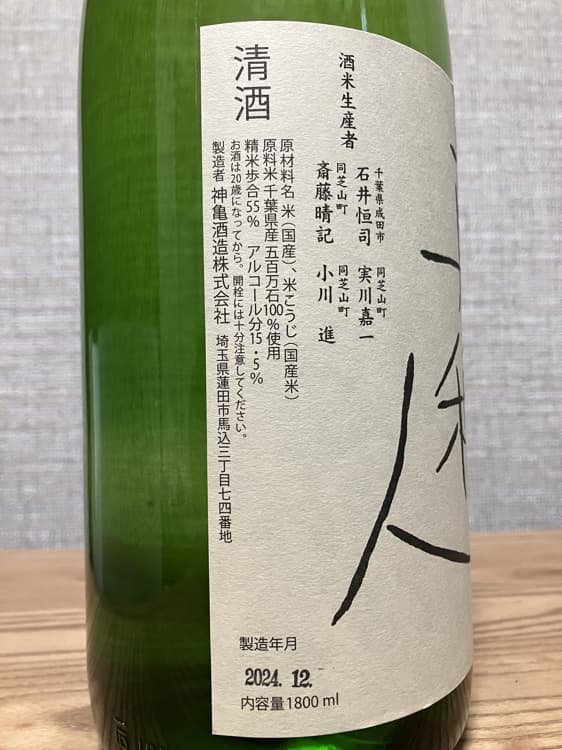 酒米生産者
千葉県成田市
石井恒司
同芝山町
実川嘉一
同芝山町
斎藤晴記
同芝山町
小川 進
清酒
原材料名 米(国産)、米こうじ(国産米)
原料米 千葉県産 五百万石100%使用
精米歩合55% アルコール分15・5%
お酒は20歳になってから。開栓には十分注意してください。
製造者 神亀酒造株式会社 埼玉県蓮田市馬込三丁目七四番地
製造年月
2024. 12.
内容量1800 ml